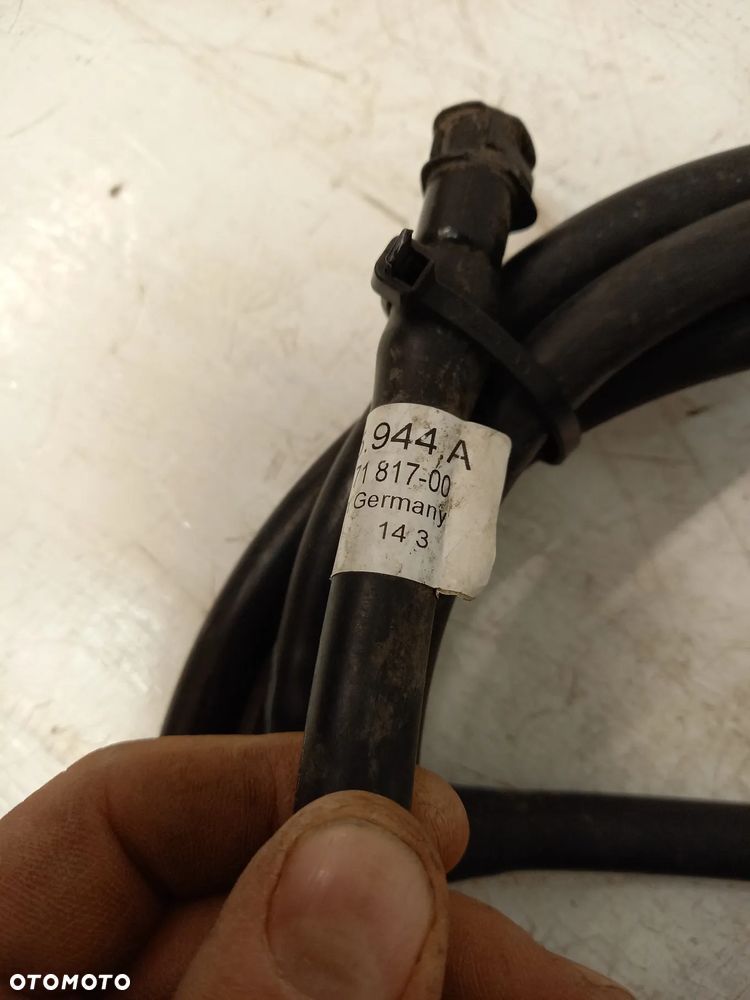 .944.A
71 817-00
Germany
14 3
OTOMOTO